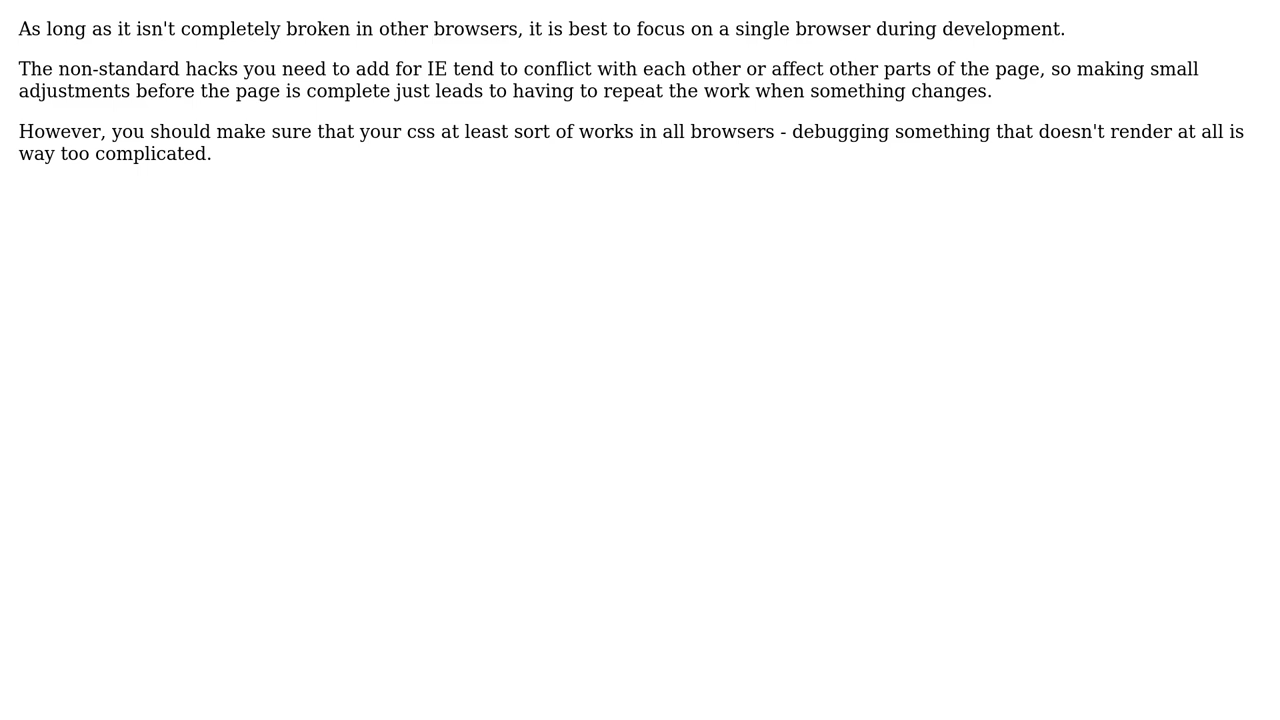 As long as it isn't completely broken in other browsers, it is best to focus on a single browser during development.
The non-standard hacks you need to add for IE tend to conflict with each other or affect other parts of the page, so making small
adjustments before the page is complete just leads to having to repeat the work when something changes.
However, you should make sure that your css at least sort of works in all browsers - debugging something that doesn't render at all is
way too complicated.